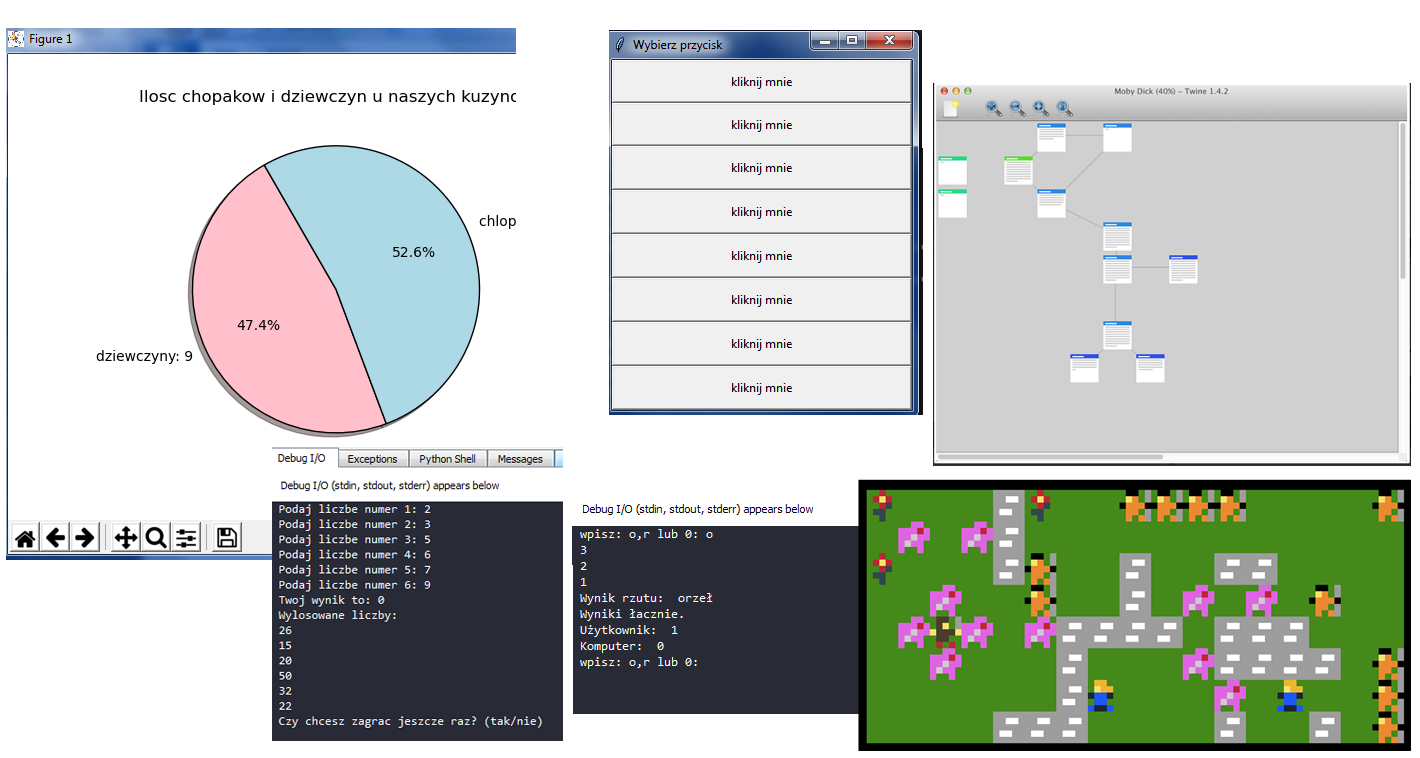 Figure 1
Ilosc chopakow i dziewczyn u naszych kuzync
52.6%
chlop
47.4%
dziewczyny: 9
Wybierz przycisk
kliknij mnie
kliknij mnie
kliknij mnie
kliknij mnie
kliknij mnie
kliknij mnie
kliknij mnie
kliknij mnie
Moby Dick (40%) – Twine 1.4.2
Debug I/O Exceptions Python Shell Messages
Debug I/O (stdin, stdout, stderr) appears below
Podaj liczbe numer 1: 2
Podaj liczbe numer 2: 3
Podaj liczbe numer 3: 5
Podaj liczbe numer 4: 6
Podaj liczbe numer 5: 7
Podaj liczbe numer 6: 9
Twoj wynik to: 0
Wylosowane liczby:
26
15
20
50
32
22
Czy chcesz zagrac jeszcze raz? (tak/nie)
Debug I/O (stdin, stdout, stderr) appears below
wpisz: o,r lub 0: o
3
2
1
Wynik rzutu:  orzeł
Wyniki łacznie.
Użytkownik:  1
Komputer:  0
wpisz: o,r lub 0: